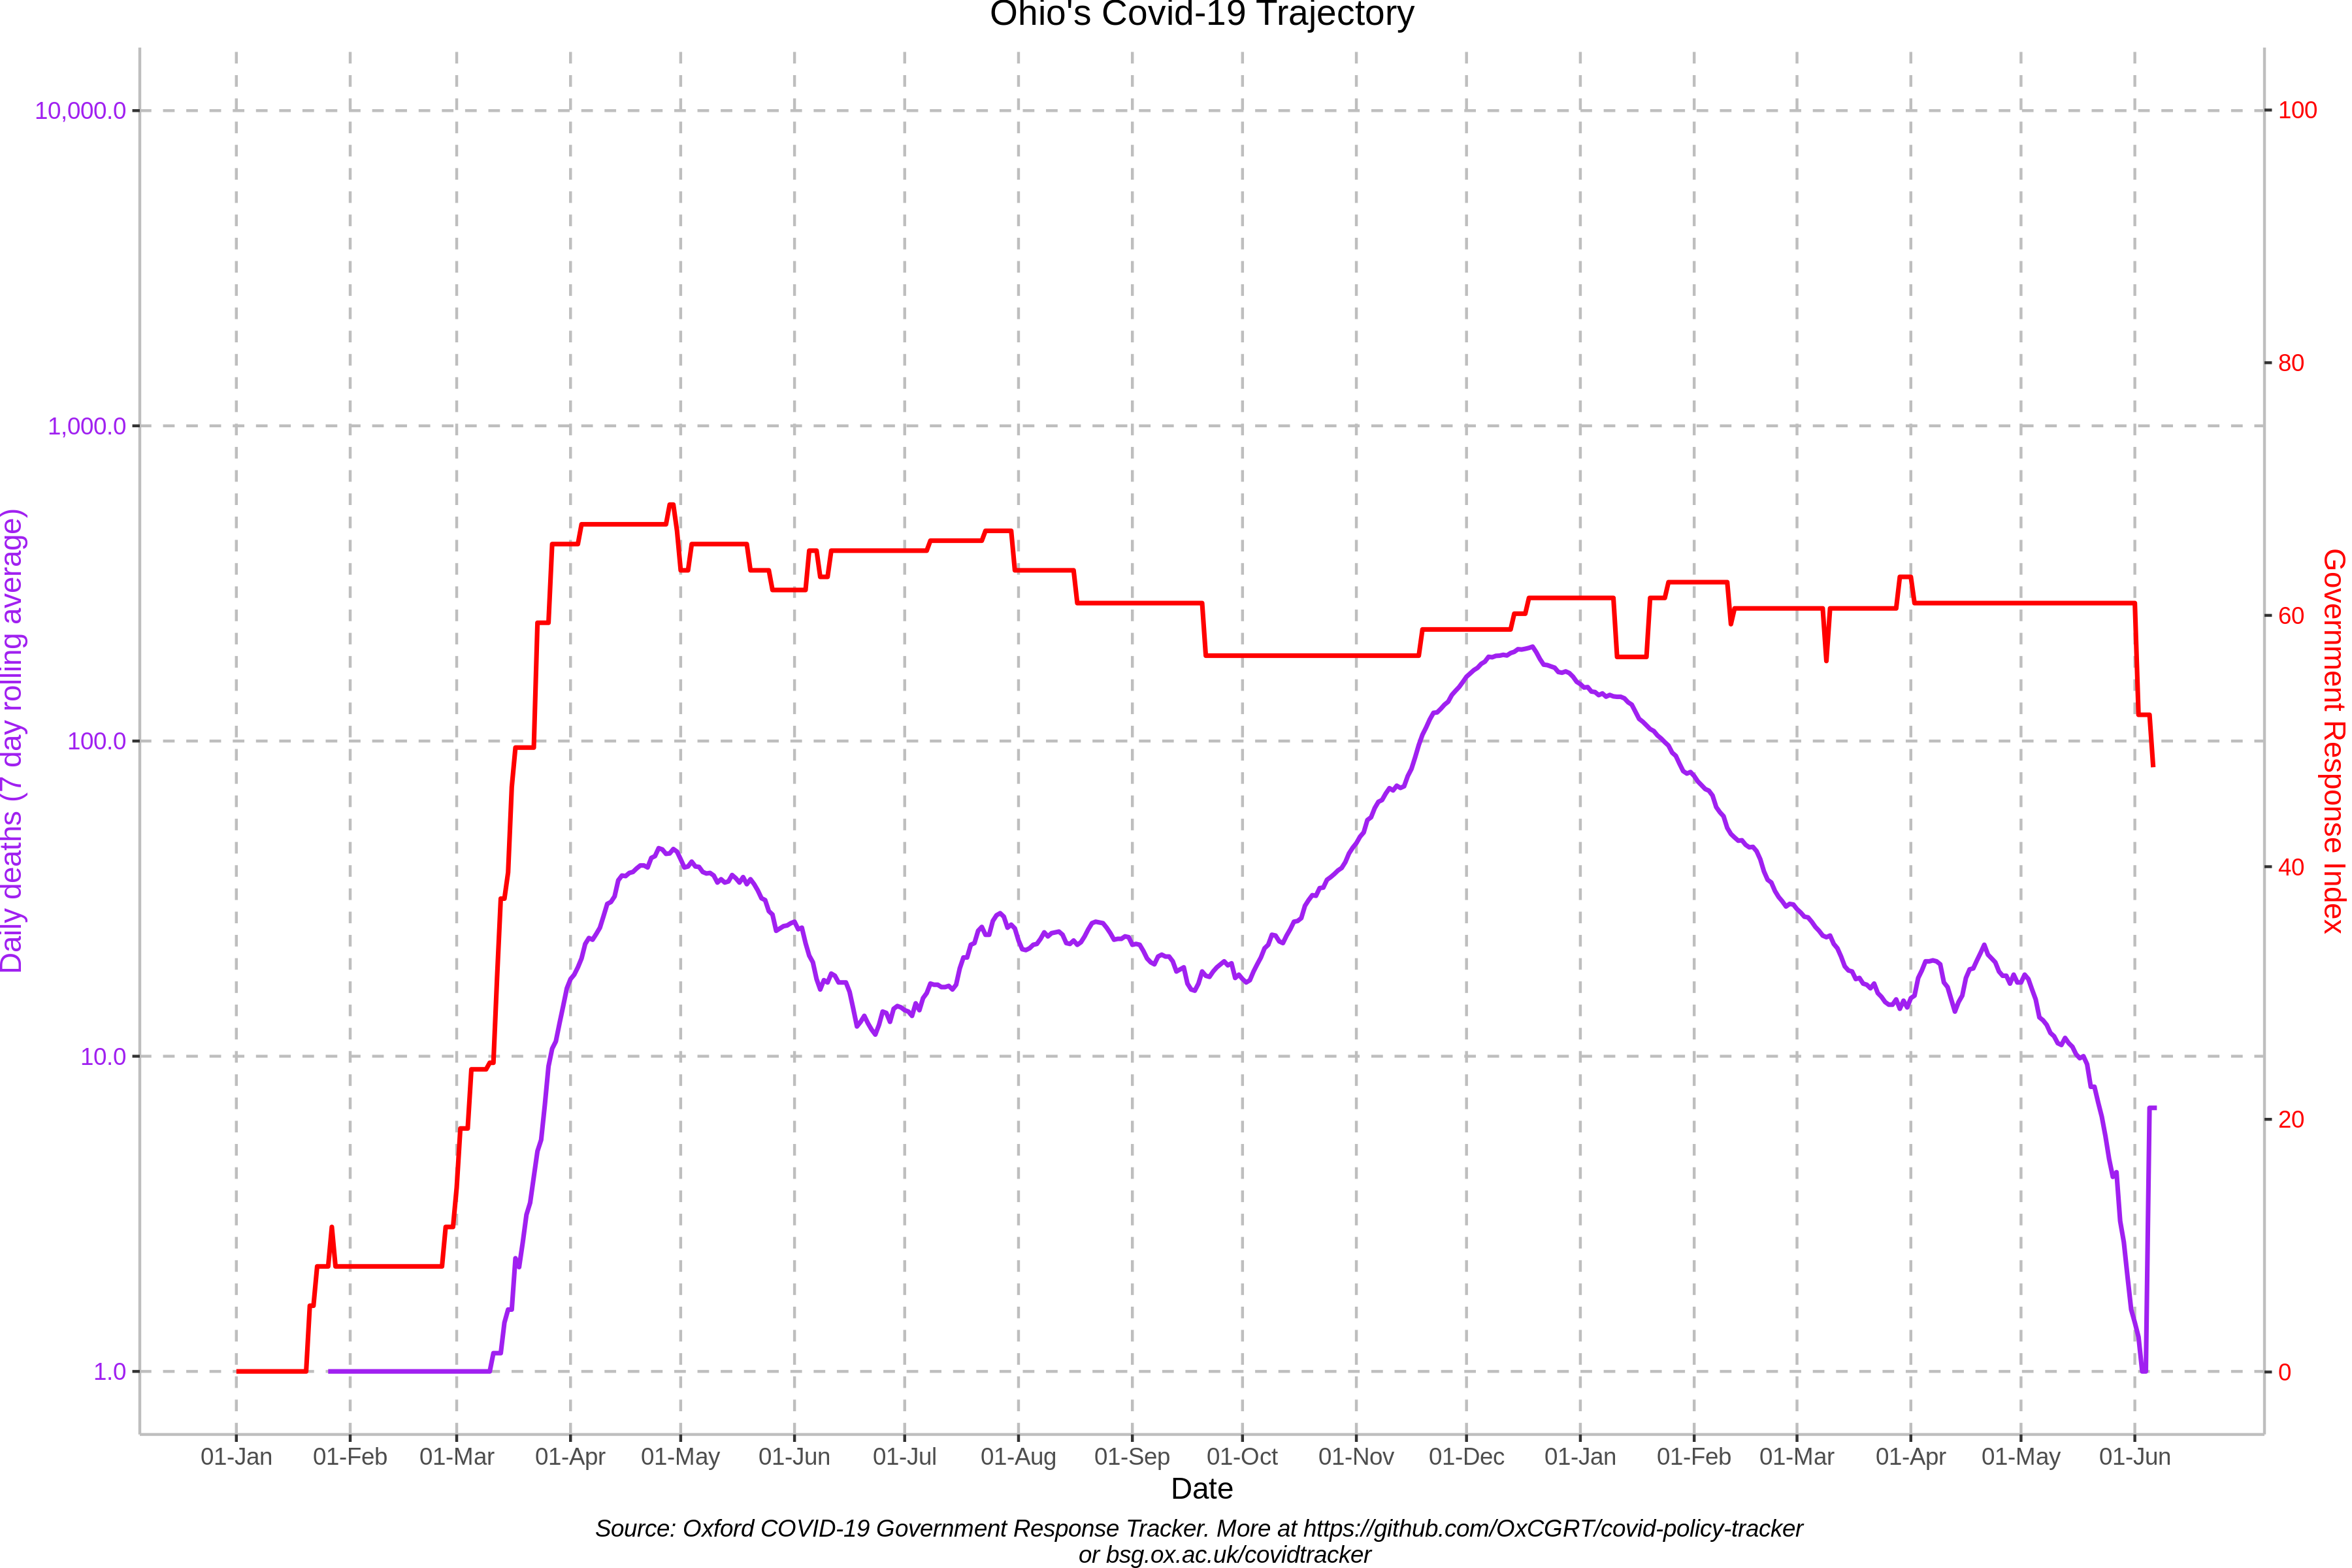 Ohio's Covid-19 Trajectory
10,000.0
1,000.0
100.0
10.0
1.0
Daily deaths (7 day rolling average)
100
80
60
40
20
0
Government Response Index
01-Jan 01-Feb 01-Mar 01-Apr 01-May 01-Jun 01-Jul 01-Aug 01-Sep 01-Oct 01-Nov 01-Dec 01-Jan 01-Feb 01-Mar 01-Apr 01-May 01-Jun
Date
Source: Oxford COVID-19 Government Response Tracker. More at https://github.com/OxCGRT/covid-policy-tracker
or bsg.ox.ac.uk/covidtracker